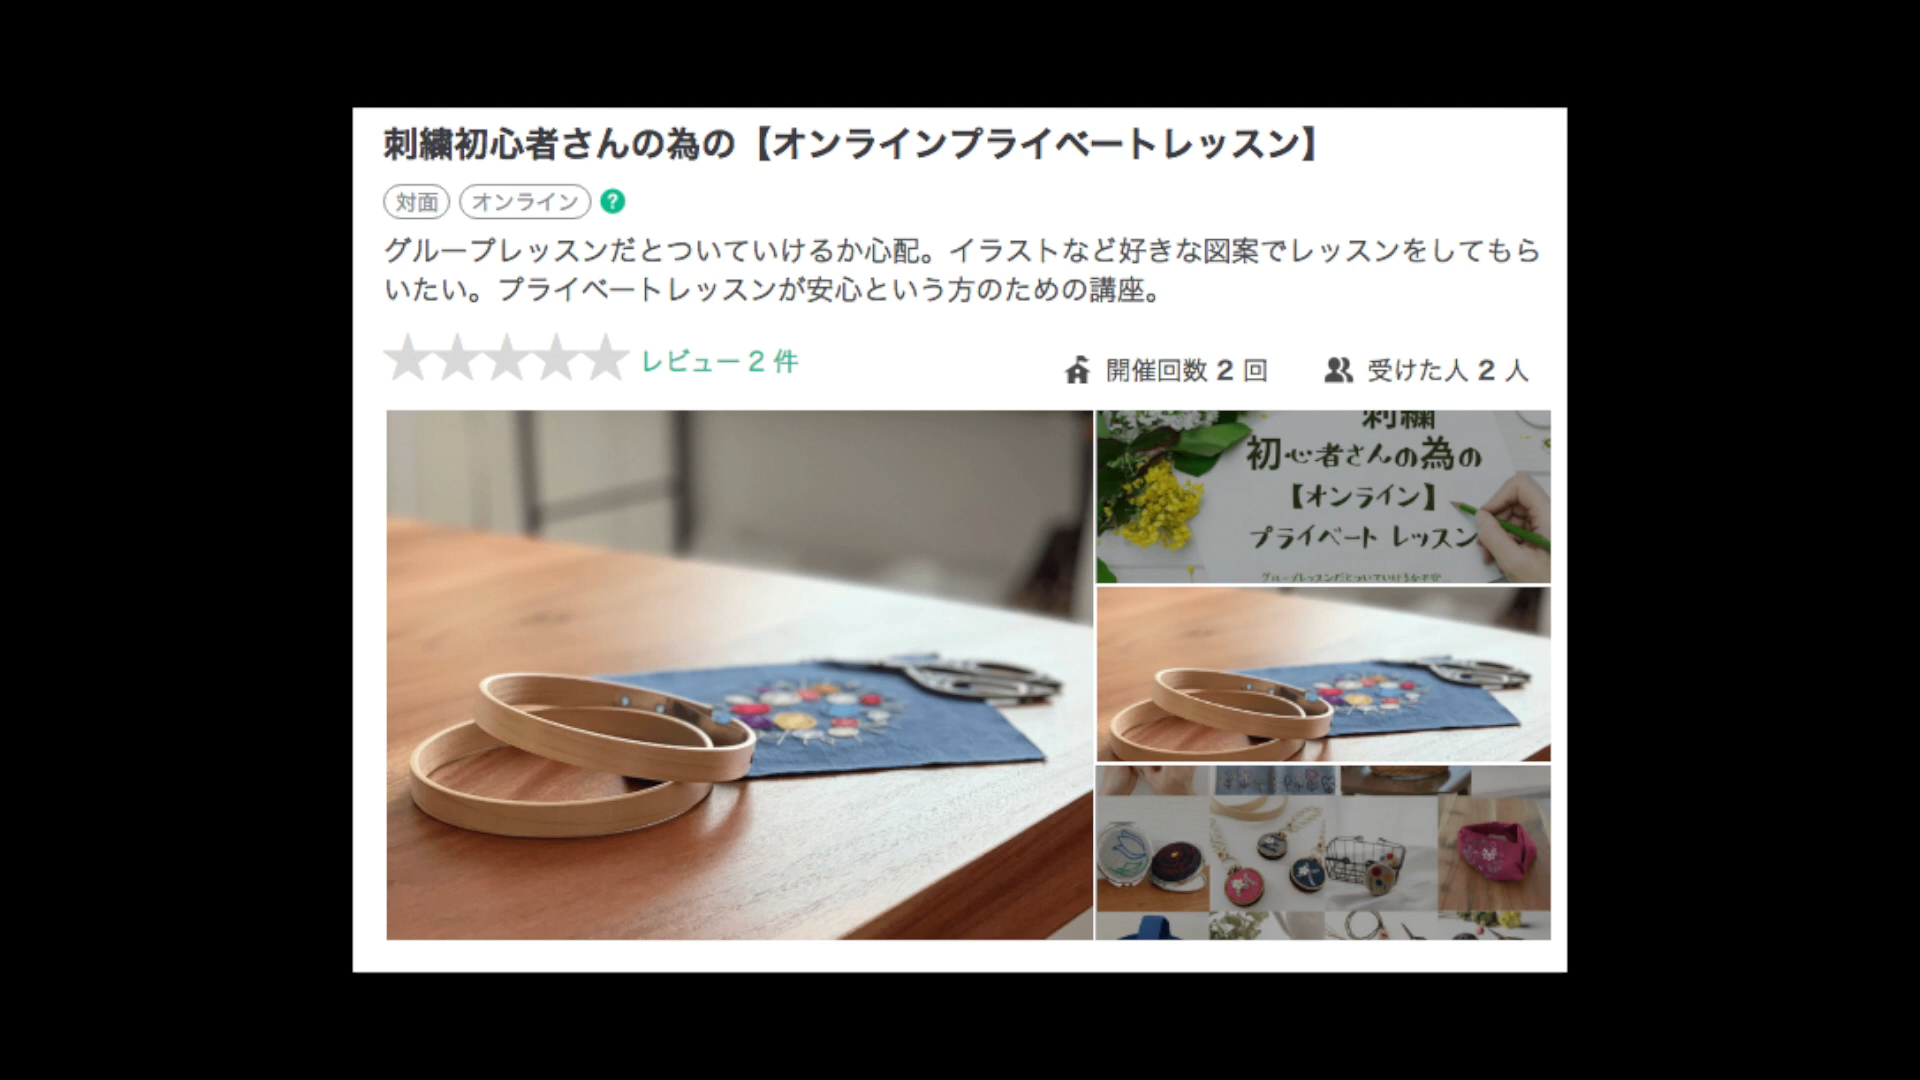 刺繍初心者さんの為の【オンラインプライベートレッスン】
対面 オンライン ?
グループレッスンだとついていけるか心配。イラストなど好きな図案でレッスンをしてもら
いたい。プライベートレッスンが安心という方のための講座。
レビュー 2 件
開催回数 2 回 受けた人 2 人
刺繍
初心者さんの為の
【オンライン】
プライベート レッスン